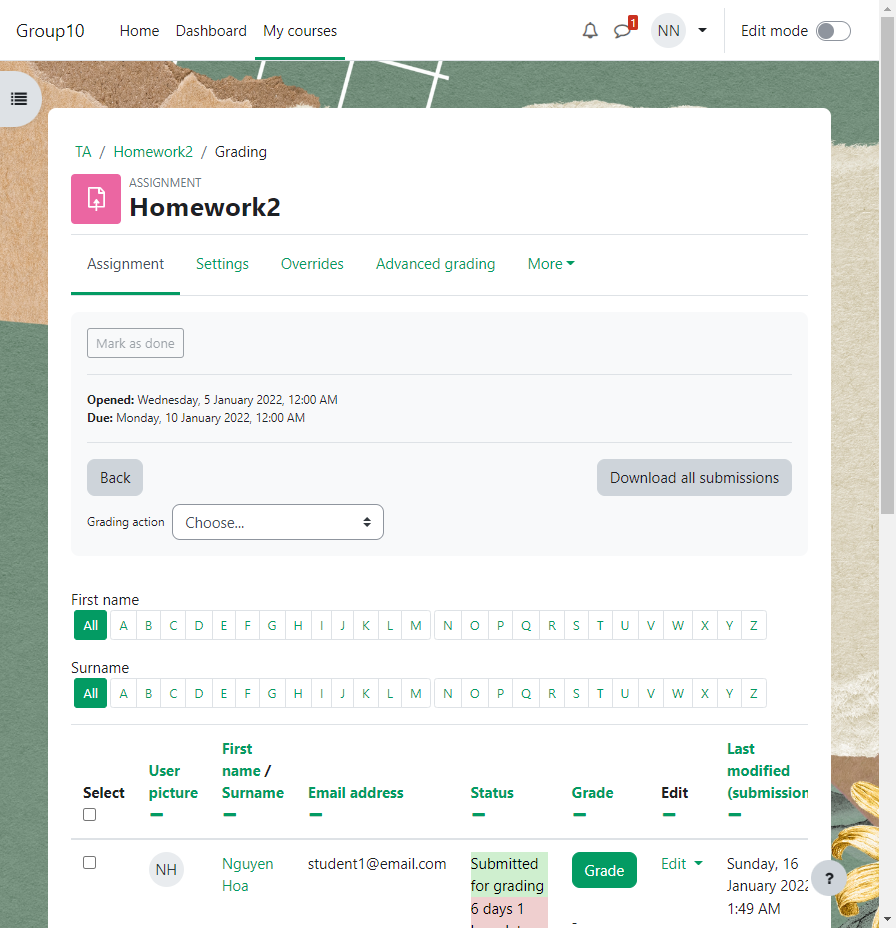 Group10 Home Dashboard My courses 1 NN Edit mode
TA / Homework2 / Grading
ASSIGNMENT
Homework2
Assignment Settings Overrides Advanced grading More
Mark as done
Opened: Wednesday, 5 January 2022, 12:00 AM
Due: Monday, 10 January 2022, 12:00 AM
Back Download all submissions
Grading action Choose...
First name
All A B C D E F G H I J K L M N O P Q R S T U V W X Y Z
Surname
All A B C D E F G H I J K L M N O P Q R S T U V W X Y Z
First Last
User name / modified
Select picture Surname Email address Status Grade Edit (submission
NH Nguyen student1@email.com Submitted Grade Edit Sunday, 16
Hoa for grading January 2022
6 days 1 - 1:49 AM
?